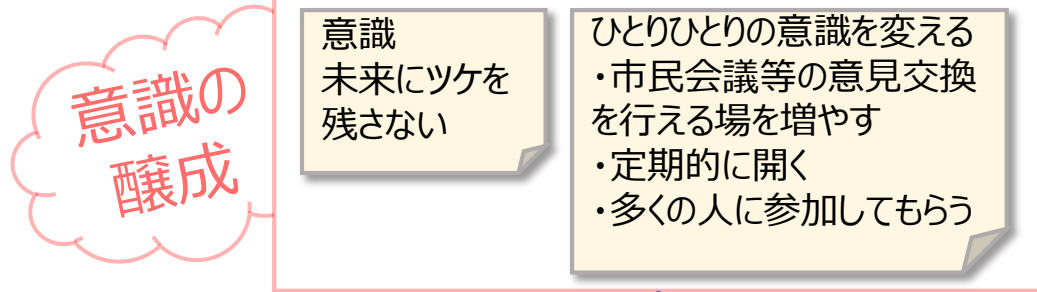 意識の
醸成
意識
未来にツケを
残さない
ひとりひとりの意識を変える
・市民会議等の意見交換
を行える場を増やす
・定期的に開く
・多くの人に参加してもらう